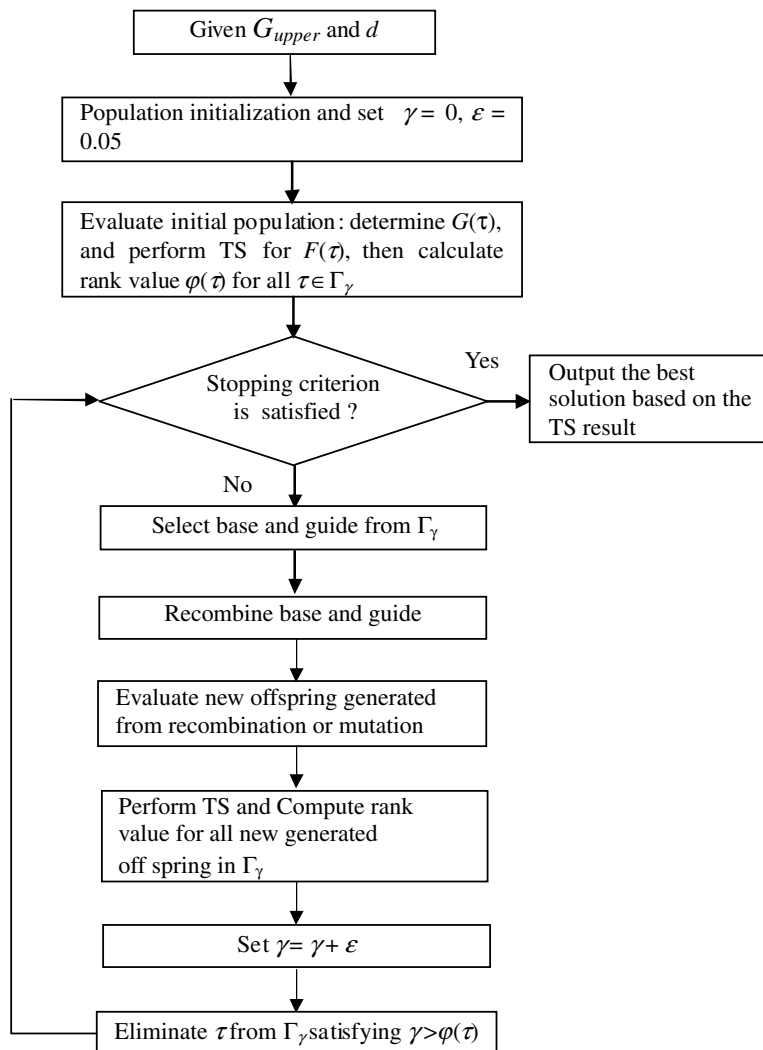 Given G_upper and d
Population initialization and set γ = 0, ε =
0.05
Evaluate initial population: determine G(τ),
and perform TS for F(τ), then calculate
rank value φ(τ) for all τ∈Γ_γ
Stopping criterion
is satisfied ?
Yes
Output the best
solution based on the
TS result
No
Select base and guide from Γ_γ
Recombine base and guide
Evaluate new offspring generated
from recombination or mutation
Perform TS and Compute rank
value for all new generated
off spring in Γ_γ
Set γ= γ+ ε
Eliminate τ from Γ_γ satisfying γ>φ(τ)